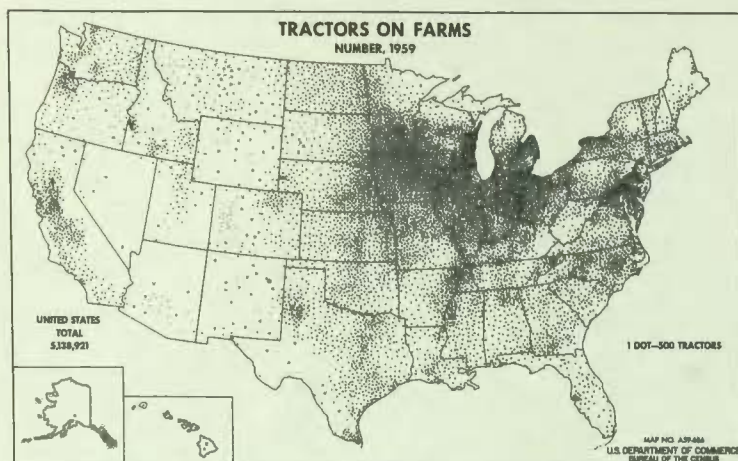 TRACTORS ON FARMS
NUMBER, 1959
UNITED STATES
TOTAL
5,138,921
1 DOT—500 TRACTORS
MAP NO. A59-
U.S. DEPARTMENT OF COMMERCE
BUREAU OF THE CENSUS